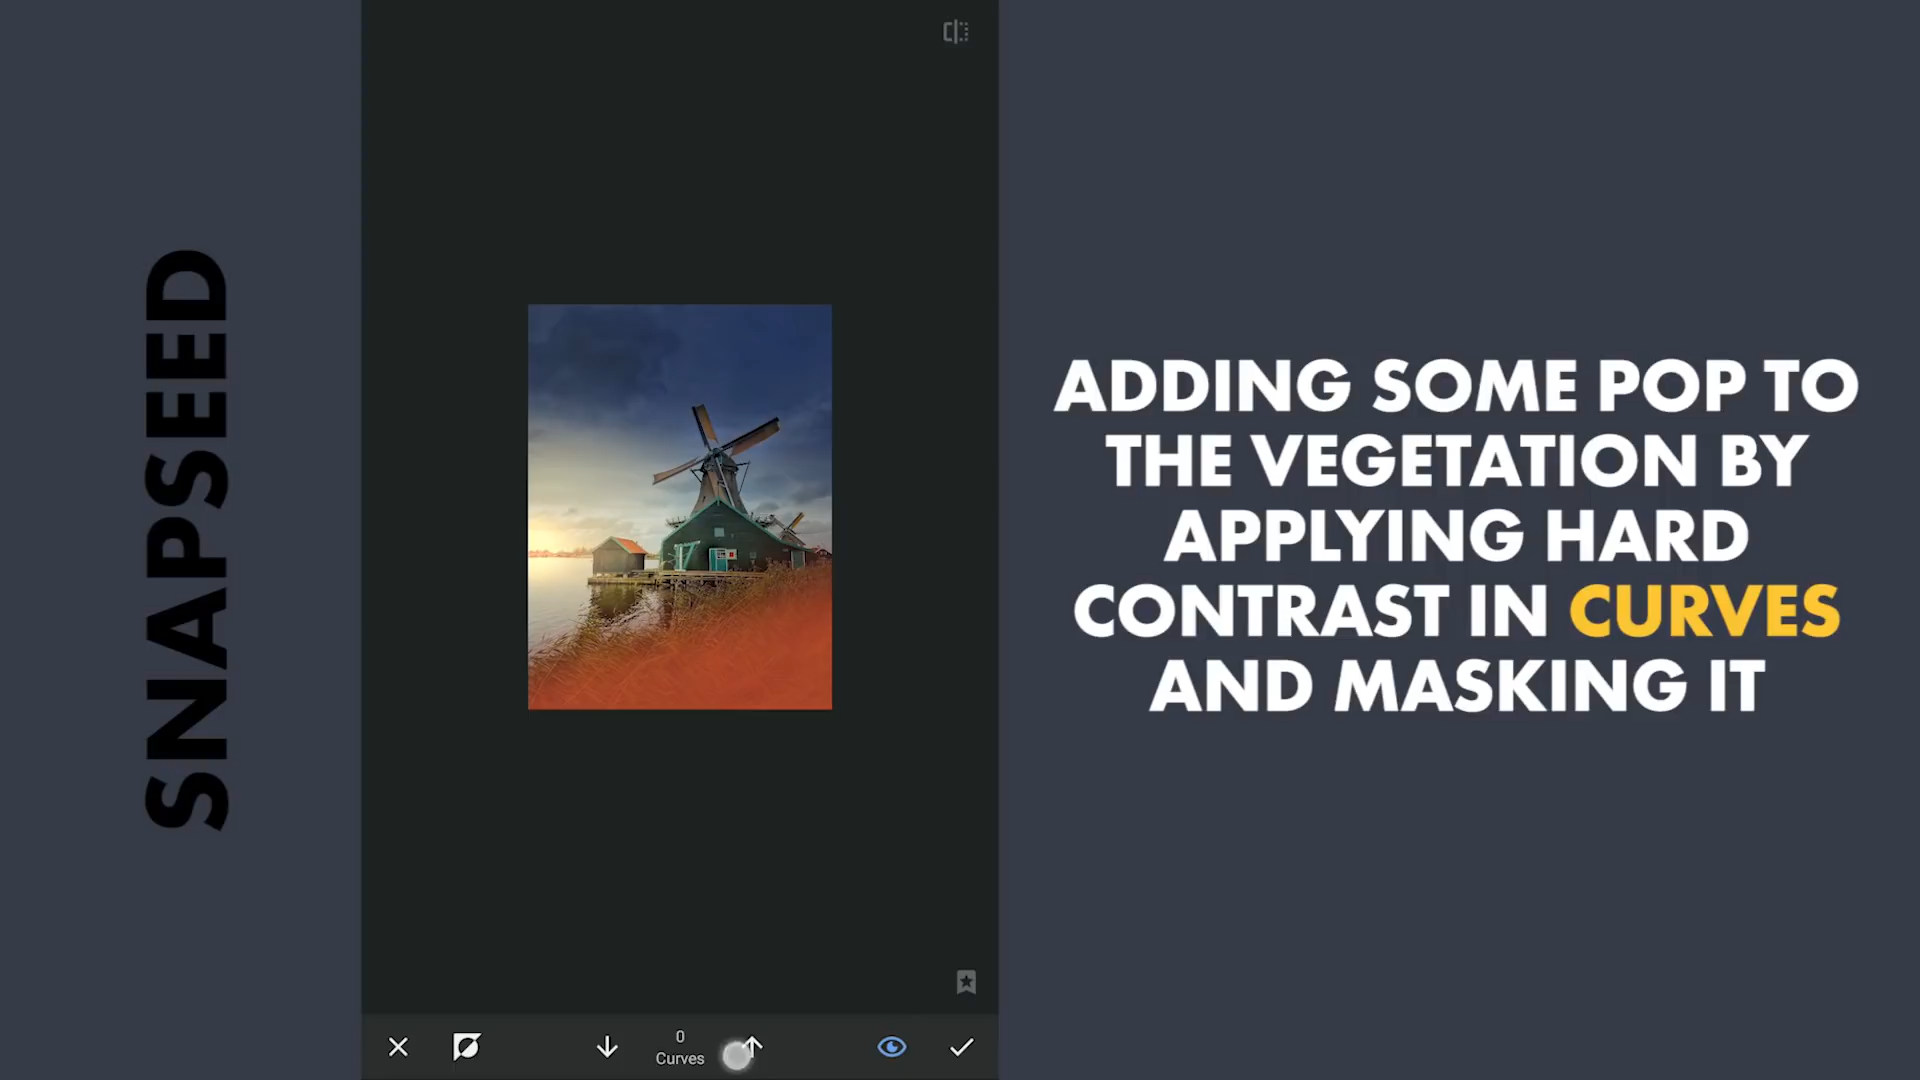 SNAPSEED
ADDING SOME POP TO
THE VEGETATION BY
APPLYING HARD
CONTRAST IN CURVES
AND MASKING IT
0
Curves